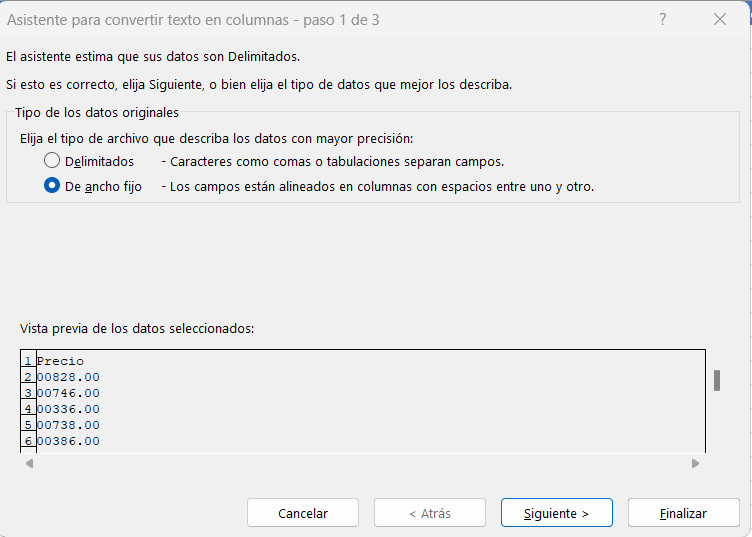 Asistente para convertir texto en columnas - paso 1 de 3
?
El asistente estima que sus datos son Delimitados.
Si esto es correcto, elija Siguiente, o bien elija el tipo de datos que mejor los describa.
Tipo de los datos originales
Elija el tipo de archivo que describa los datos con mayor precisión:
Delimitados - Caracteres como comas o tabulaciones separan campos.
De ancho fijo - Los campos están alineados en columnas con espacios entre uno y otro.
Vista previa de los datos seleccionados:
1 Precio
2 00828.00
3 00746.00
4 00336.00
5 00738.00
6 00386.00
Cancelar < Atrás Siguiente > Finalizar